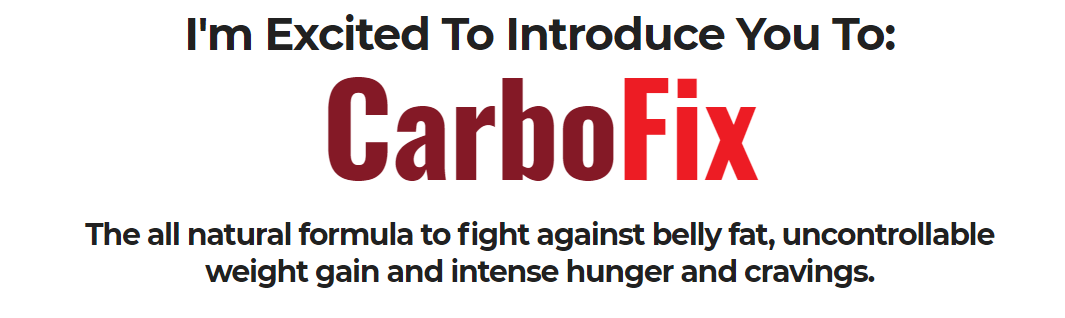 I'm Excited To Introduce You To:
CarboFix
The all natural formula to fight against belly fat, uncontrollable
weight gain and intense hunger and cravings.